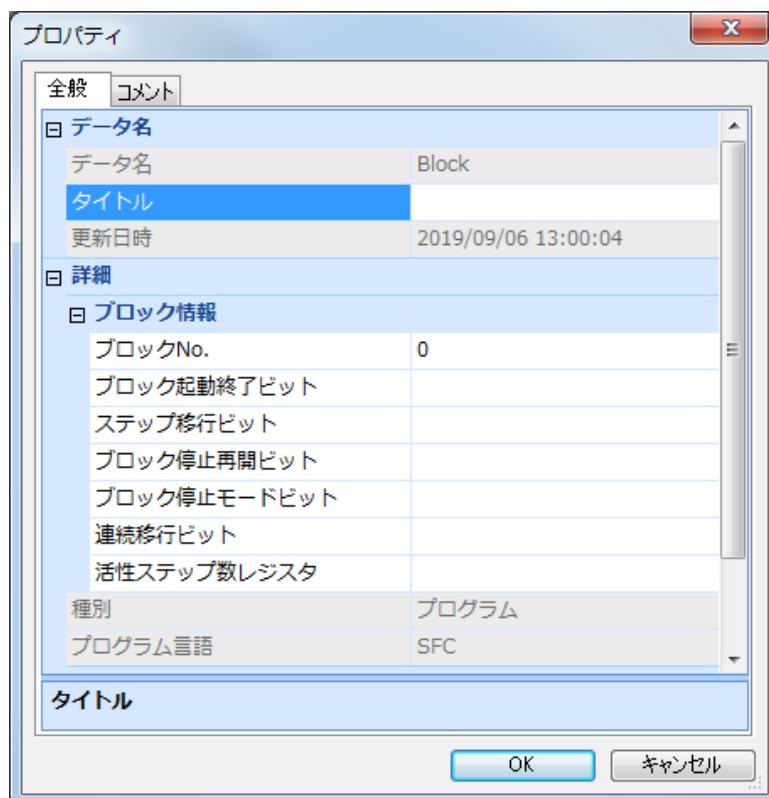 プロパティ
全般 コメント
データ名
データ名 Block
タイトル
更新日時 2019/09/06 13:00:04
詳細
ブロック情報
ブロックNo. 0
ブロック起動終了ビット
ステップ移行ビット
ブロック停止再開ビット
ブロック停止モードビット
連続移行ビット
活性ステップ数レジスタ
種別 プログラム
プログラム言語 SFC
タイトル
OK キャンセル